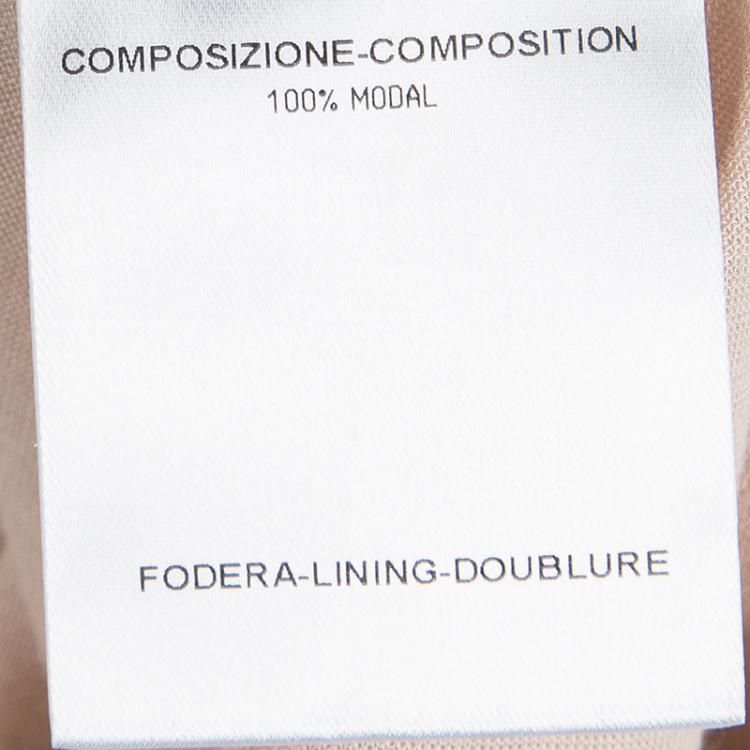 COMPOSIZIONE-COMPOSITION
100% MODAL
FODERA-LINING-DOUBLURE